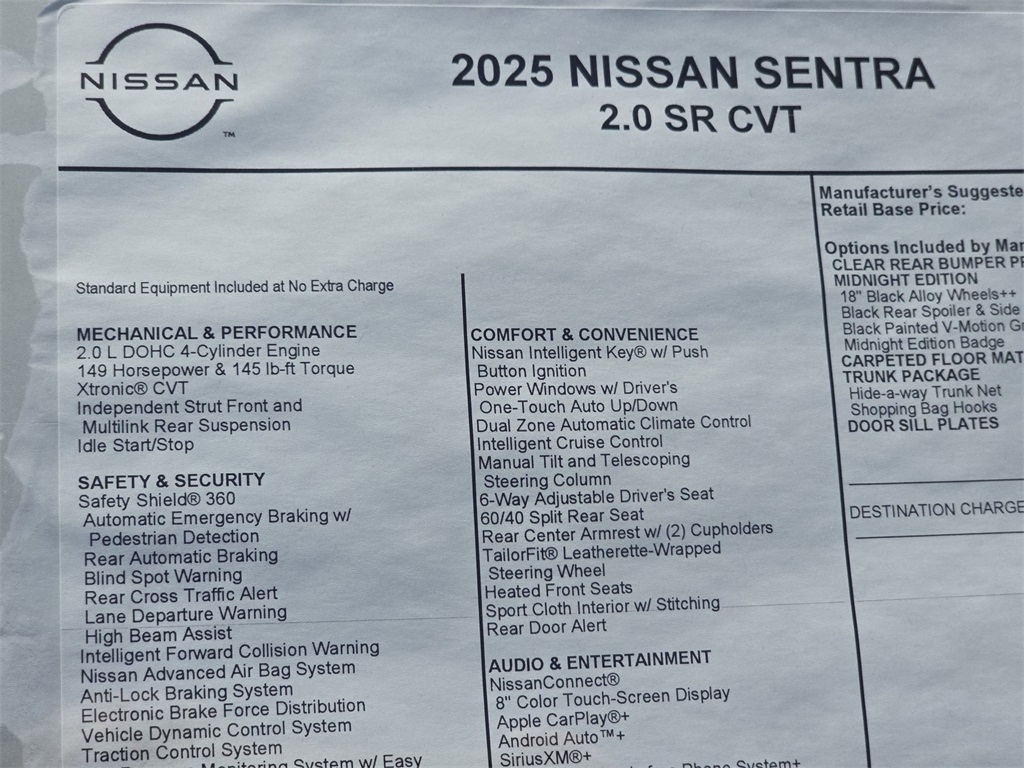 NISSAN
TM
2025 NISSAN SENTRA
2.0 SR CVT
Standard Equipment Included at No Extra Charge
MECHANICAL & PERFORMANCE
2.0 L DOHC 4-Cylinder Engine
149 Horsepower & 145 lb-ft Torque
Xtronic® CVT
Independent Strut Front and
Multilink Rear Suspension
Idle Start/Stop
SAFETY & SECURITY
Safety Shield® 360
Automatic Emergency Braking w/
Pedestrian Detection
Rear Automatic Braking
Blind Spot Warning
Rear Cross Traffic Alert
Lane Departure Warning
High Beam Assist
Intelligent Forward Collision Warning
Nissan Advanced Air Bag System
Anti-Lock Braking System
Electronic Brake Force Distribution
Vehicle Dynamic Control System
Traction Control System
Monitoring System w/ Easy
COMFORT & CONVENIENCE
Nissan Intelligent Key® w/ Push
Button Ignition
Power Windows w/ Driver's
One-Touch Auto Up/Down
Dual Zone Automatic Climate Control
Intelligent Cruise Control
Manual Tilt and Telescoping
Steering Column
6-Way Adjustable Driver's Seat
60/40 Split Rear Seat
Rear Center Armrest w/ (2) Cupholders
TailorFit® Leatherette-Wrapped
Steering Wheel
Heated Front Seats
Sport Cloth Interior w/ Stitching
Rear Door Alert
AUDIO & ENTERTAINMENT
NissanConnect®
8" Color Touch-Screen Display
Apple CarPlay®+
Android Auto™+
SiriusXM®+
Phone System+
Manufacturer's Suggeste
Retail Base Price:
Options Included by Mar
CLEAR REAR BUMPER PR
MIDNIGHT EDITION
18" Black Alloy Wheels++
Black Rear Spoiler & Side
Black Painted V-Motion Gr
Midnight Edition Badge
CARPETED FLOOR MAT
TRUNK PACKAGE
Hide-a-way Trunk Net
Shopping Bag Hooks
DOOR SILL PLATES
DESTINATION CHARGE